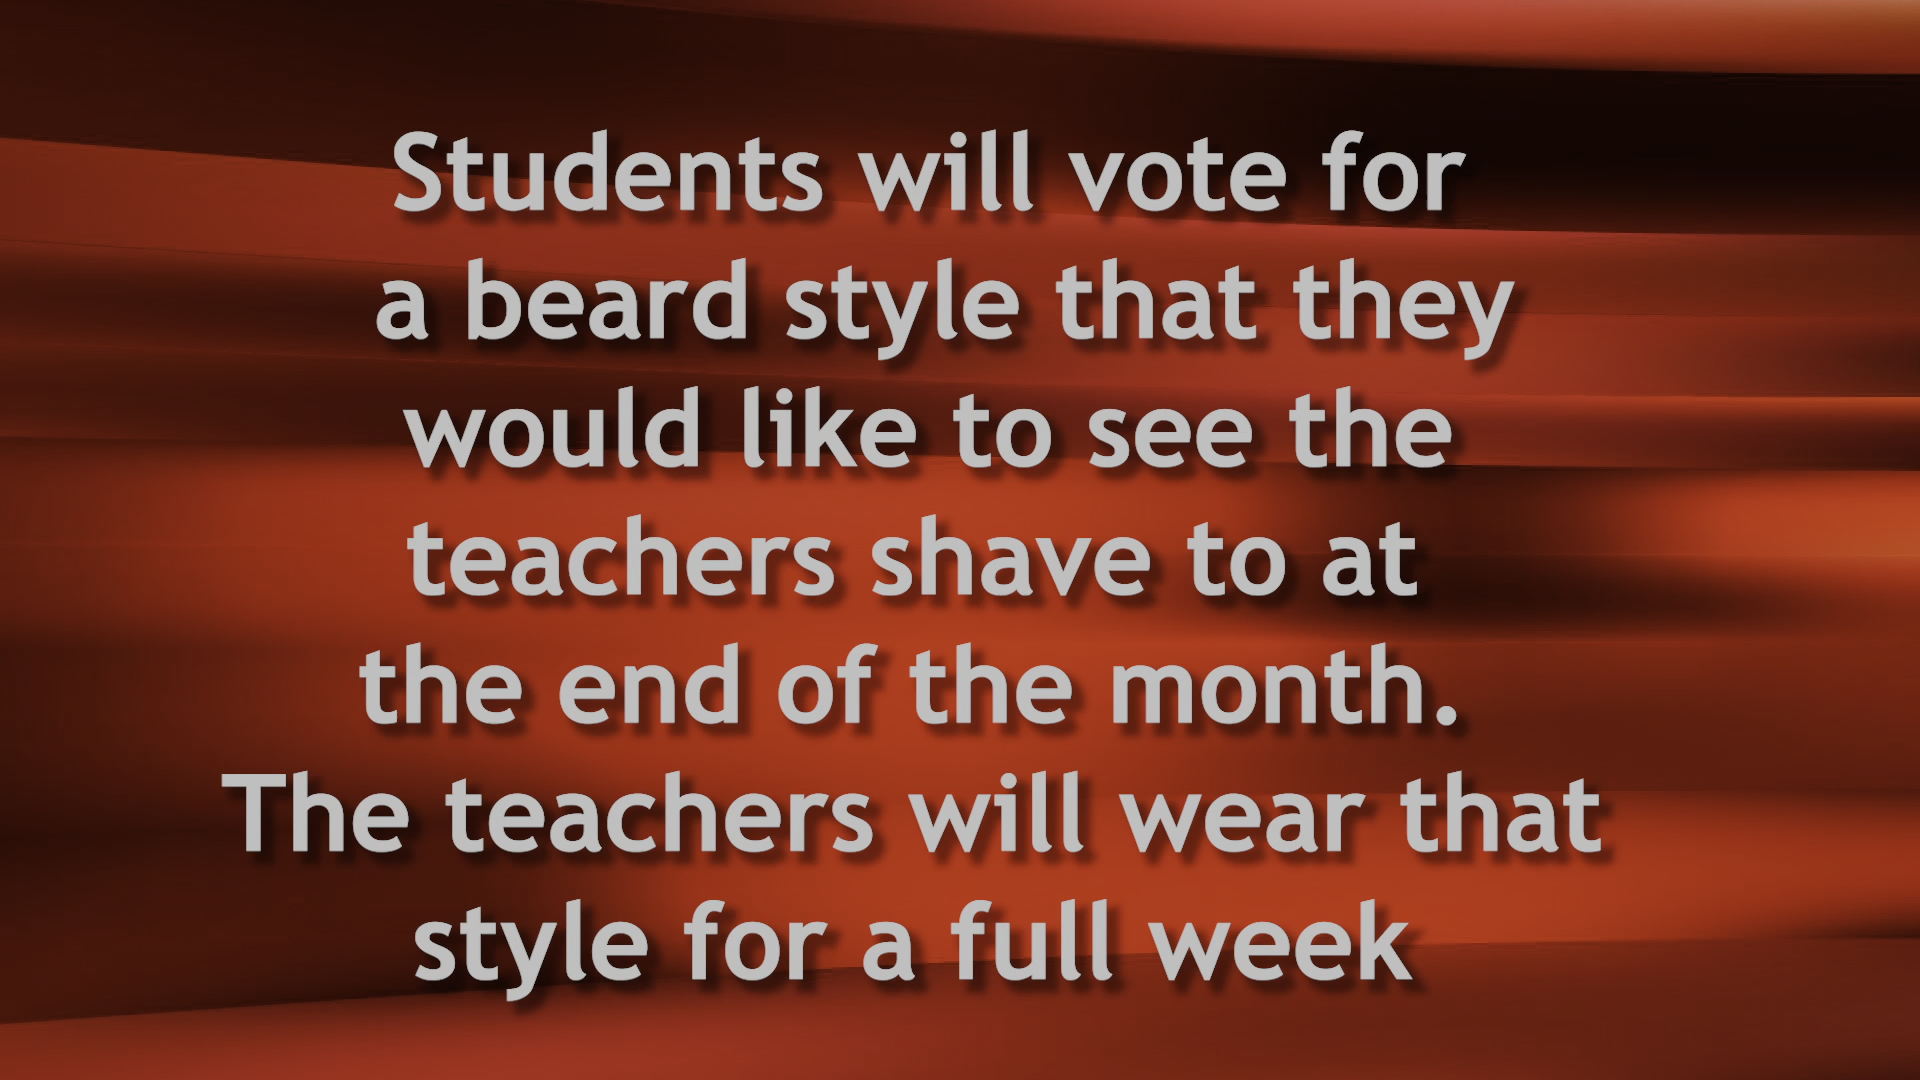 Students will vote for
a beard style that they
would like to see the
teachers shave to at
the end of the month.
The teachers will wear that
style for a full week